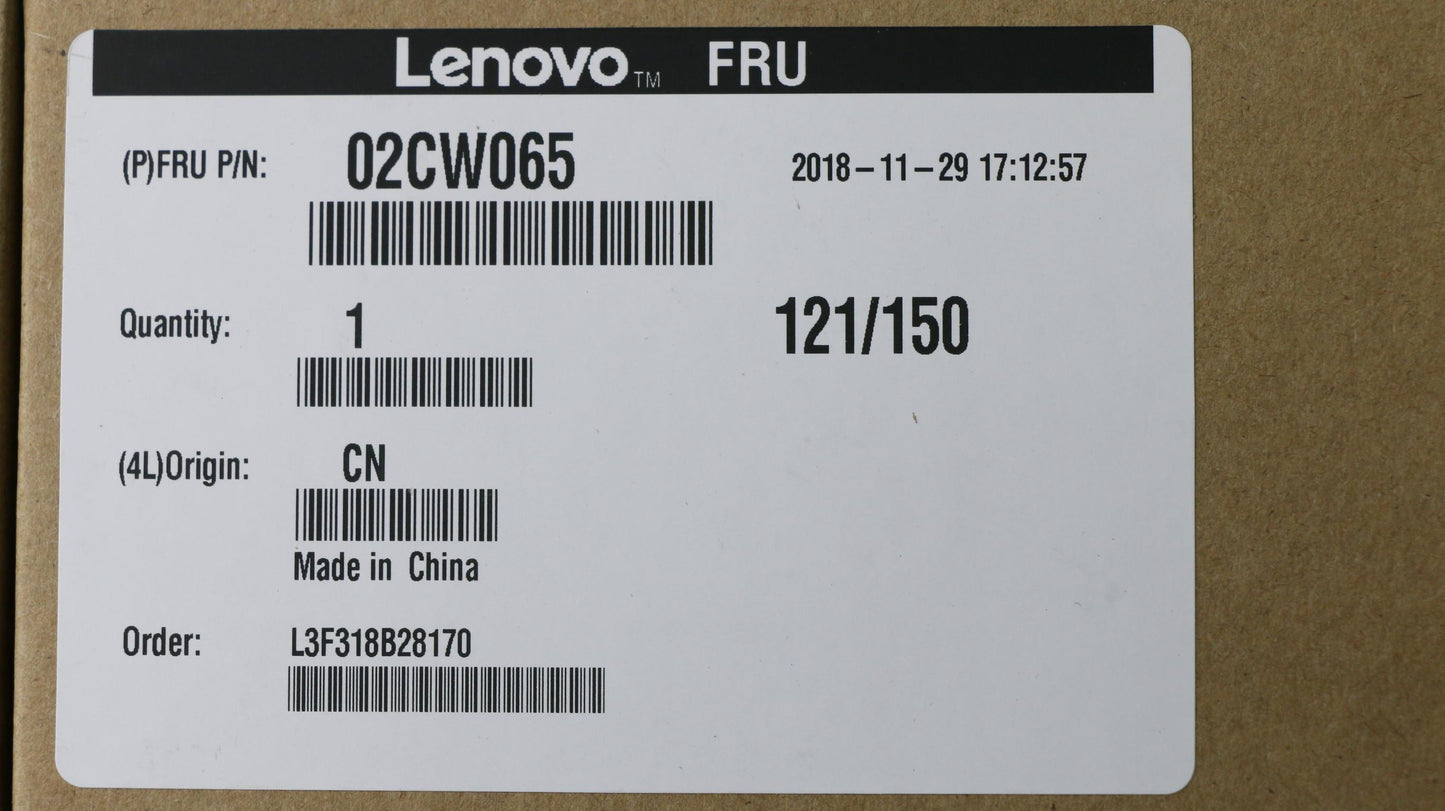 Lenovo™ FRU
(P)FRU P/N: 02CW065 2018-11-29 17:12:57
Quantity: 1 121/150
(4L)Origin: CN
Made in China
Order: L3F318B28170